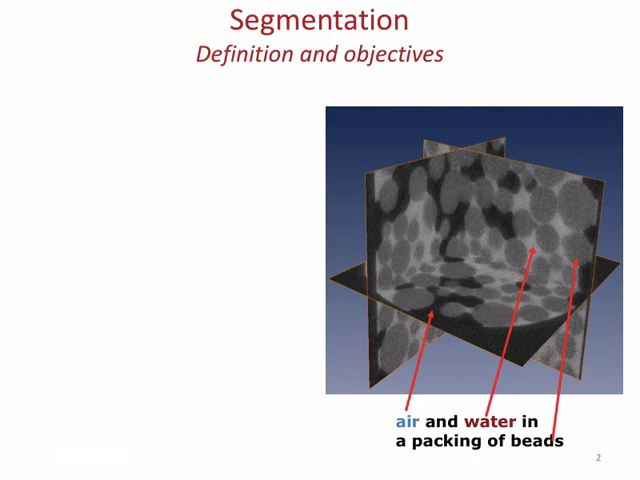 Segmentation
Definition and objectives
air and water in
a packing of beads
2